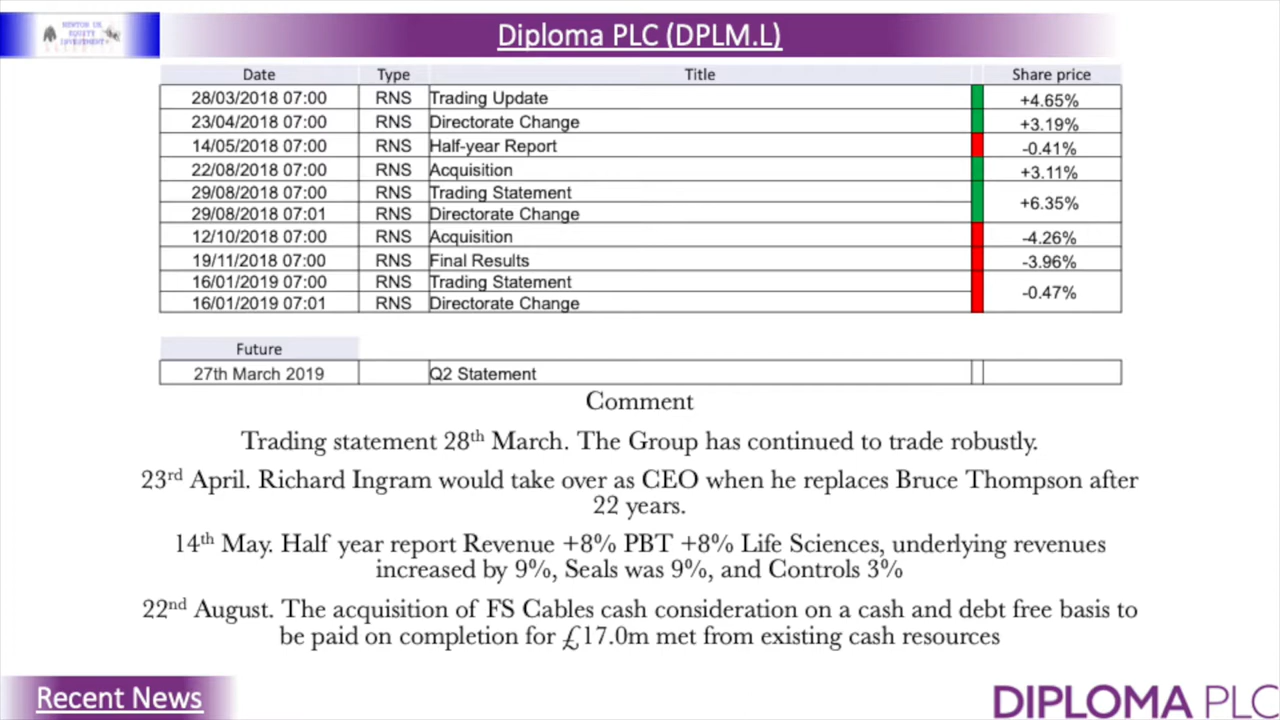 NEWTON UK
EQUITY
INVESTMENT
Diploma PLC (DPLM.L)
Date Type Title Share price
28/03/2018 07:00 RNS Trading Update +4.65%
23/04/2018 07:00 RNS Directorate Change +3.19%
14/05/2018 07:00 RNS Half-year Report -0.41%
22/08/2018 07:00 RNS Acquisition +3.11%
29/08/2018 07:00 RNS Trading Statement
+6.35%
29/08/2018 07:01 RNS Directorate Change
12/10/2018 07:00 RNS Acquisition -4.26%
19/11/2018 07:00 RNS Final Results -3.96%
16/01/2019 07:00 RNS Trading Statement
-0.47%
16/01/2019 07:01 RNS Directorate Change
Future
27th March 2019 Q2 Statement
Comment
Trading statement 28th March. The Group has continued to trade robustly.
23rd April. Richard Ingram would take over as CEO when he replaces Bruce Thompson after
22 years.
14th May. Half year report Revenue +8% PBT +8% Life Sciences, underlying revenues
increased by 9%, Seals was 9%, and Controls 3%
22nd August. The acquisition of FS Cables cash consideration on a cash and debt free basis to
be paid on completion for £17.0m met from existing cash resources
Recent News
DIPLOMA PLC